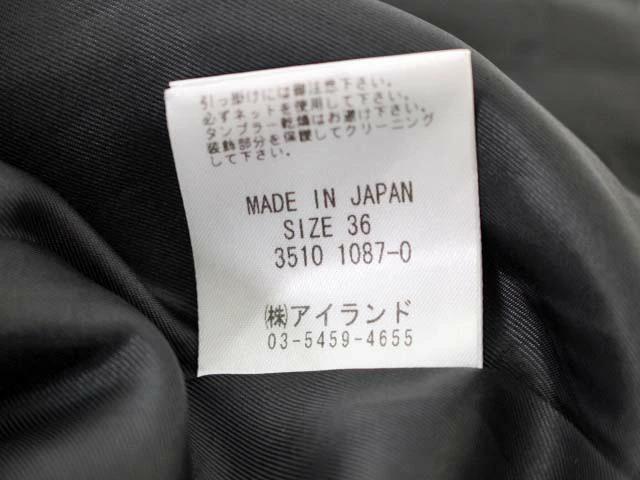 引っ掛けには御注意下さい。
必ずネットを使用して下さい。
タンブラー乾燥はお避け下さい。
装飾部分を保護してクリーニング
して下さい。
MADE IN JAPAN
SIZE 36
3510 1087-0
㈱アイランド
03-5459-4655